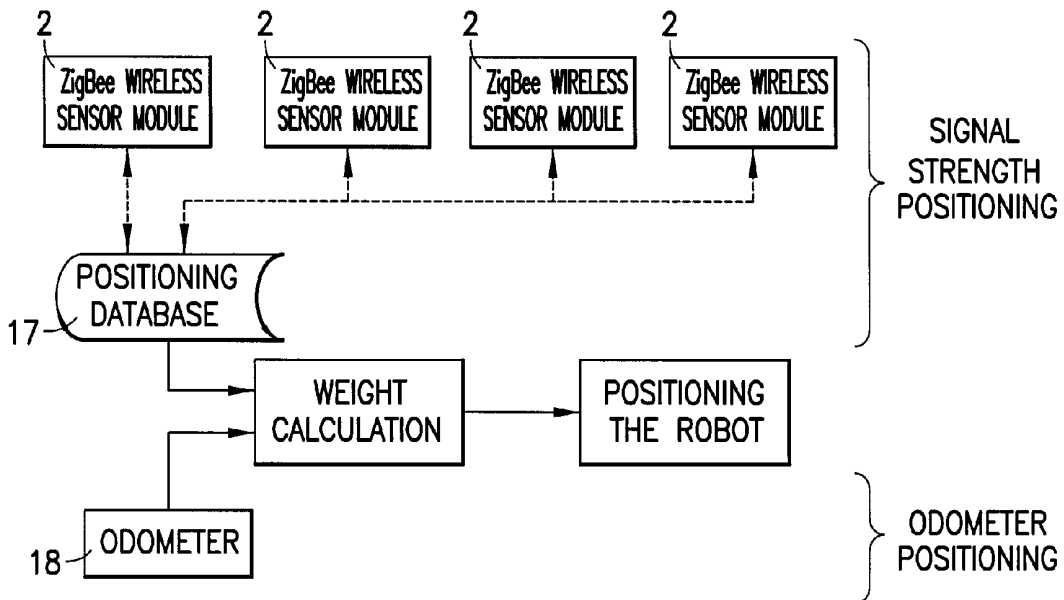 2
2
2
2
ZigBee WIRELESS
SENSOR MODULE
ZigBee WIRELESS
SENSOR MODULE
ZigBee WIRELESS
SENSOR MODULE
ZigBee WIRELESS
SENSOR MODULE
SIGNAL
STRENGTH
POSITIONING
POSITIONING
DATABASE
17
WEIGHT
CALCULATION
POSITIONING
THE ROBOT
ODOMETER
18
ODOMETER
POSITIONING